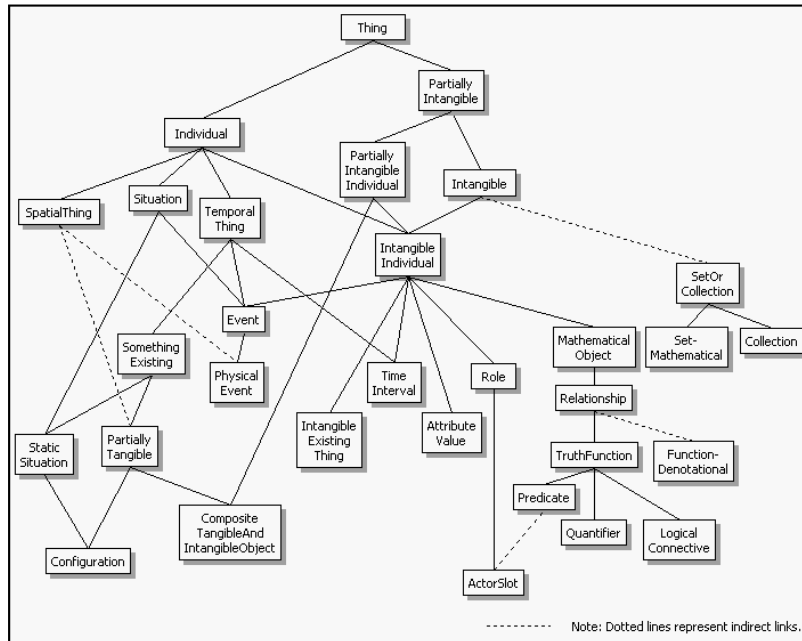 Thing
Partially
Intangible
Individual
Partially
Intangible
Individual
Intangible
SpatialThing
Situation
Temporal
Thing
Intangible
Individual
SetOr
Collection
Event
Something
Existing
Physical
Event
Time
Interval
Role
Mathematical
Object
Set-
Mathematical
Collection
Relationship
Static
Situation
Partially
Tangible
Intangible
Existing
Thing
Attribute
Value
TruthFunction
Function-
Denotational
Predicate
Composite
TangibleAnd
IntangibleObject
Quantifier
Logical
Connective
Configuration
ActorSlot
Note: Dotted lines represent indirect links.